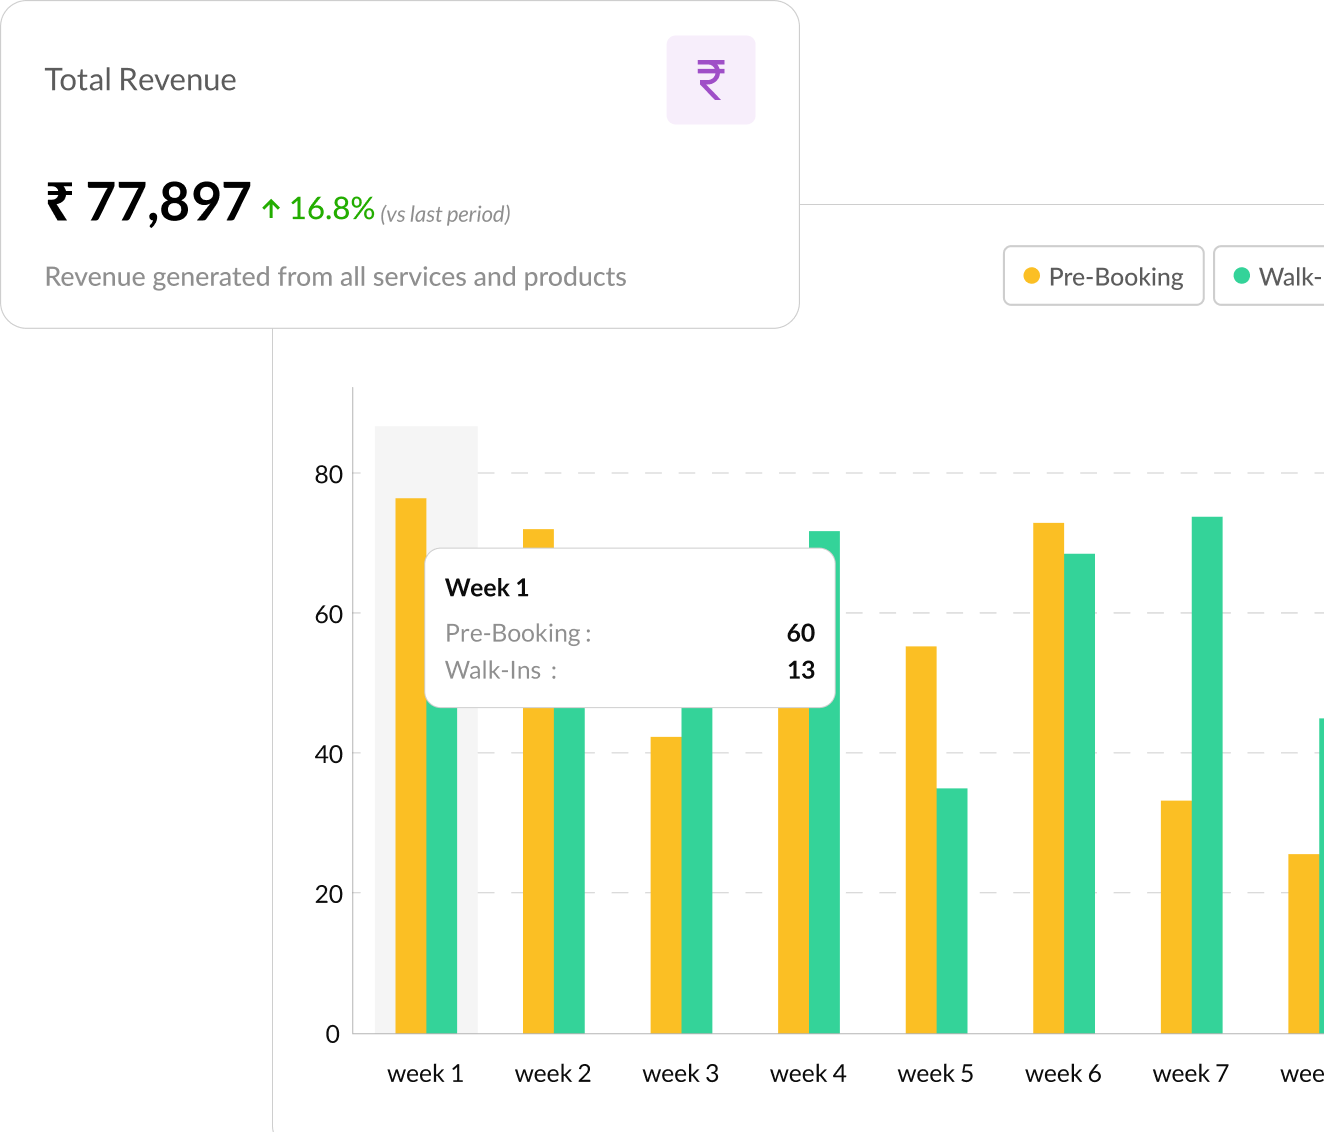 Total Revenue
₹
₹ 77,897 ↑ 16.8% (vs last period)
Revenue generated from all services and products
Pre-Booking
Walk-
80
60
40
20
0
Week 1
Pre-Booking : 60
Walk-Ins : 13
week 1 week 2 week 3 week 4 week 5 week 6 week 7 wee